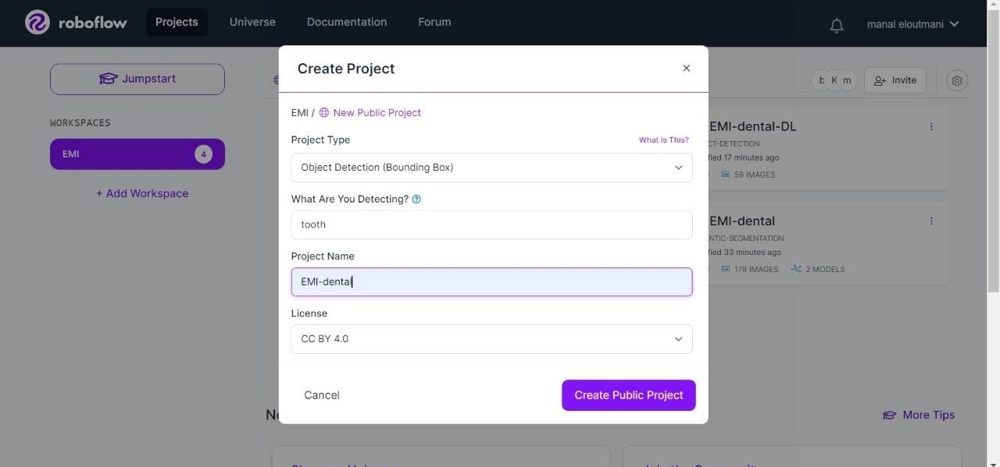 roboflow Projects Universe Documentation Forum manal eloutmani
Create Project
Jumpstart
b K m Invite
EMI / New Public Project
WORKSPACES
EMI-dental-DL
Project Type What is This?
CT-DETECTION
EMI 4
fied 17 minutes ago
Object Detection (Bounding Box)
59 IMAGES
+ Add Workspace
What Are You Detecting?
tooth
EMI-dental
NTIC-SEGMENTATION
Project Name
fied 33 minutes ago
178 IMAGES 2 MODELS
EMI-dental
License
CC BY 4.0
Cancel Create Public Project
More Tips